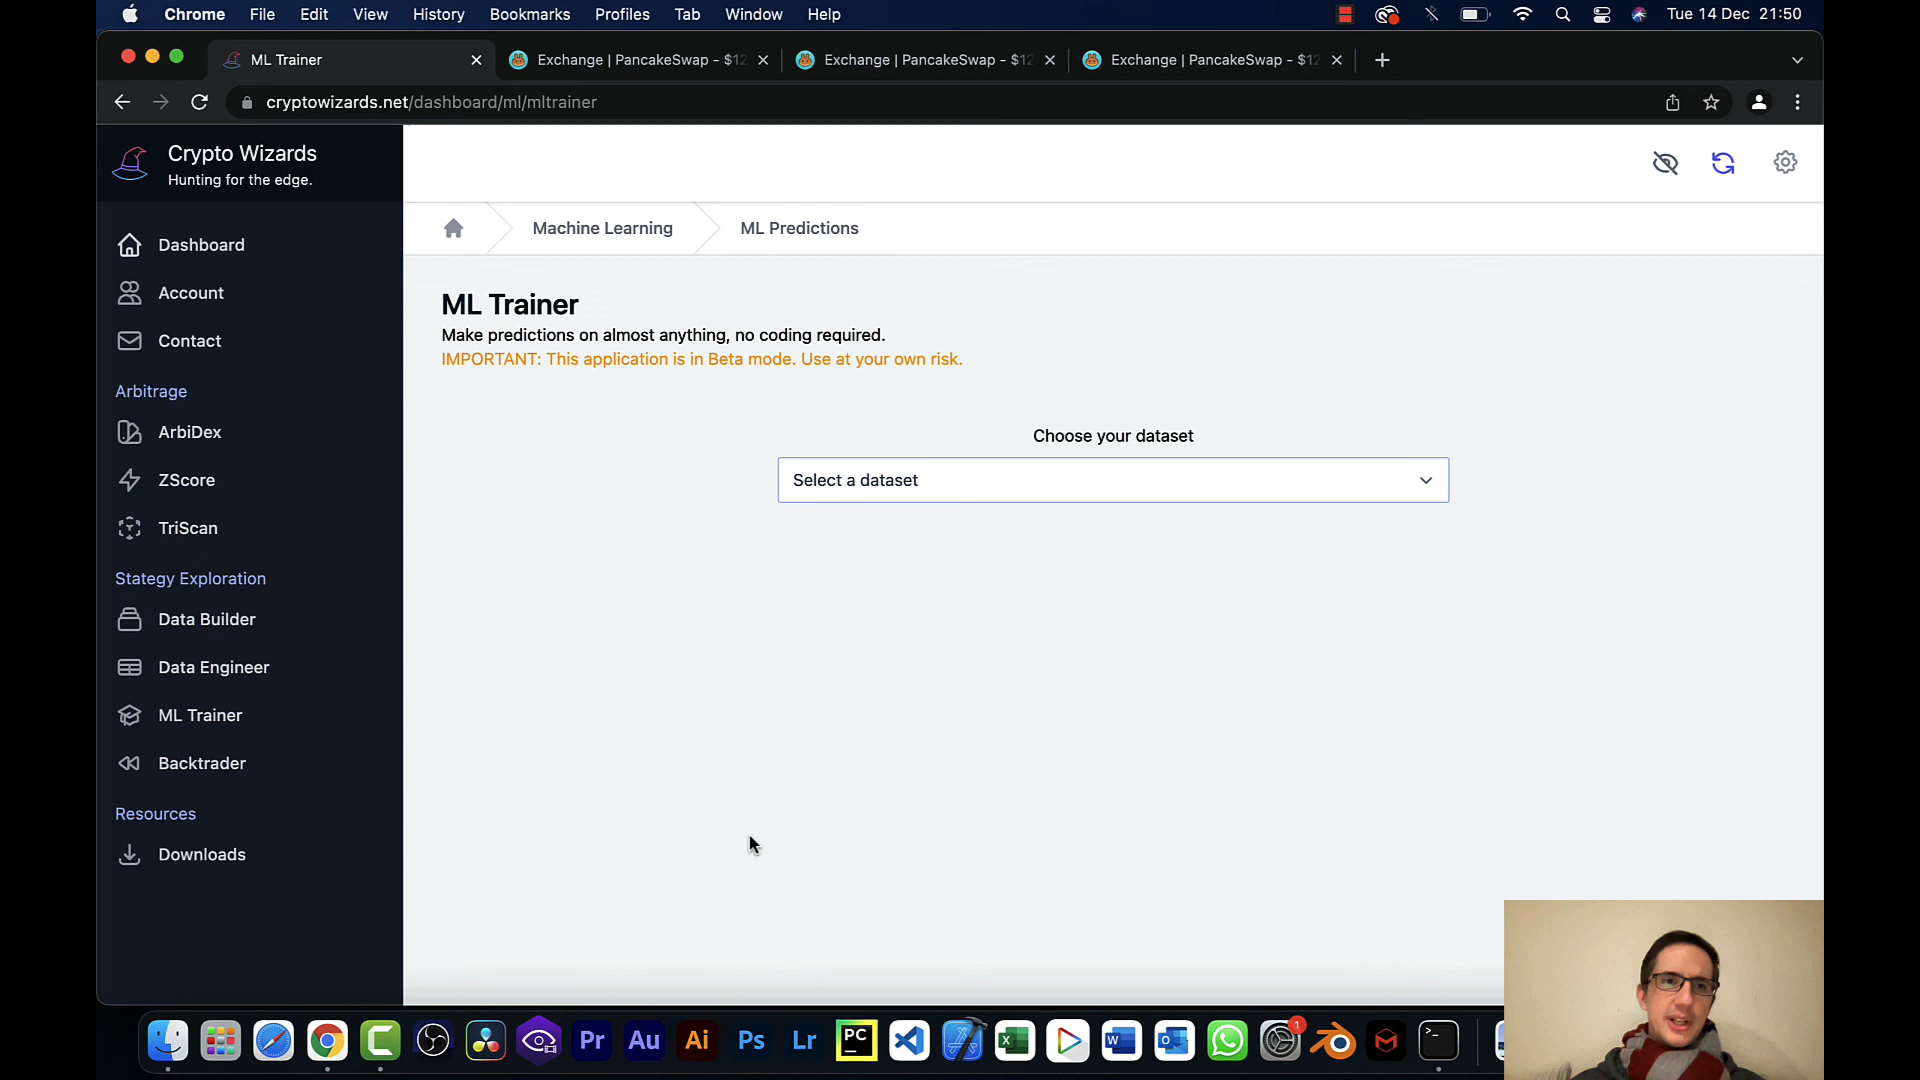 Chrome File Edit View History Bookmarks Profiles Tab Window Help Tue 14 Dec 21:50
ML Trainer Exchange | PancakeSwap - $12 Exchange | PancakeSwap - $12 Exchange | PancakeSwap - $12
cryptowizards.net/dashboard/ml/mltrainer
Crypto Wizards
Hunting for the edge.
Dashboard
Account
Contact
Arbitrage
ArbiDex
ZScore
TriScan
Stategy Exploration
Data Builder
Data Engineer
ML Trainer
Backtrader
Resources
Downloads
Machine Learning ML Predictions
ML Trainer
Make predictions on almost anything, no coding required.
IMPORTANT: This application is in Beta mode. Use at your own risk.
Choose your dataset
Select a dataset
Pr Au Ai Ps Lr PC X W O 1 >_